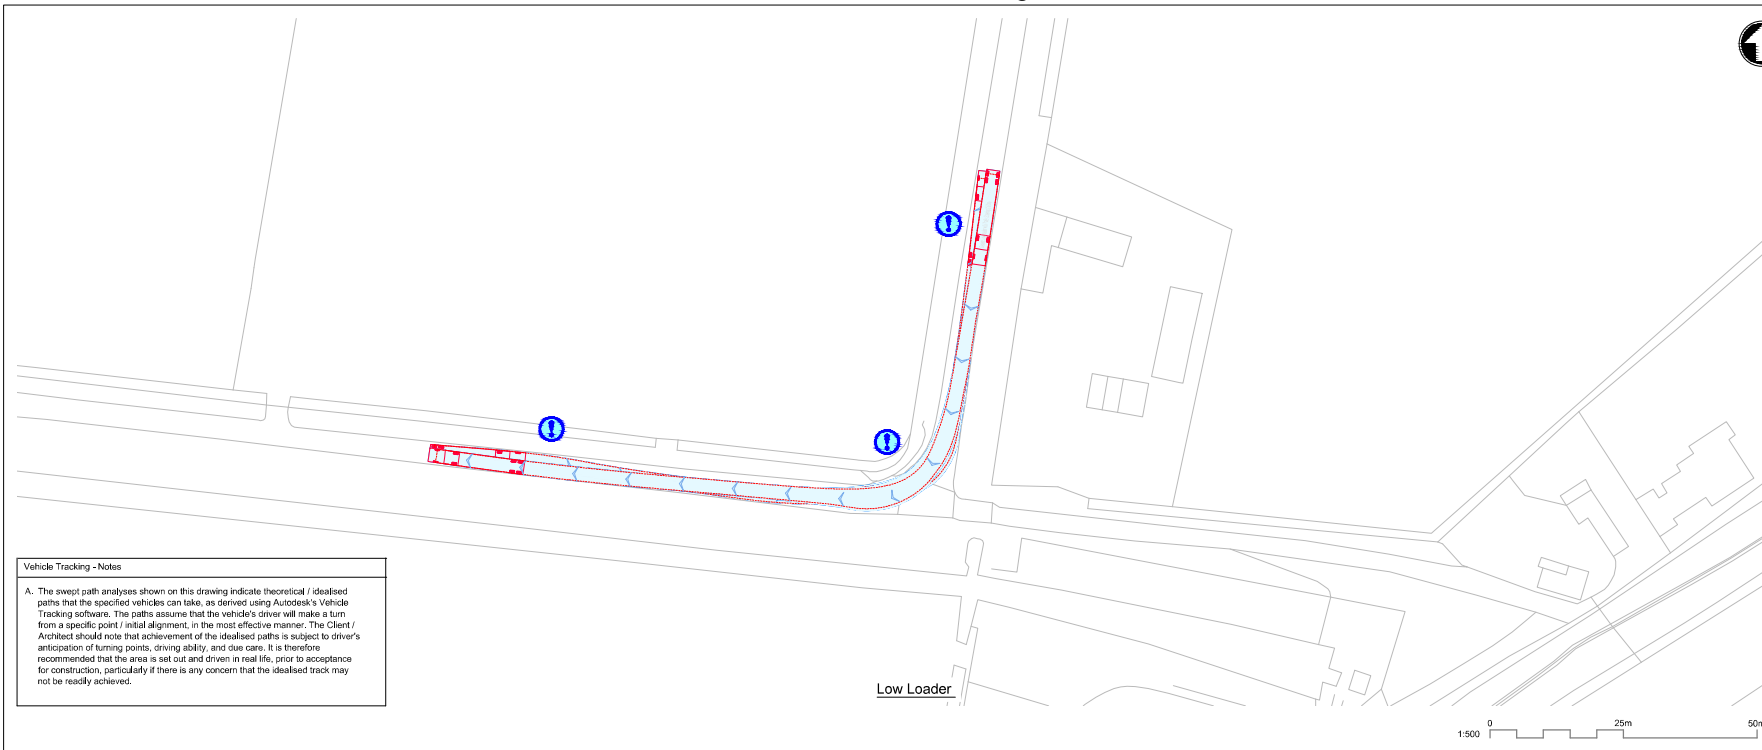 Vehicle Tracking - Notes
A. The swept path analyses shown on this drawing indicate theoretical / idealised
paths that the specified vehicles can take, as derived using Autodesk's Vehicle
Tracking software. The paths assume that the vehicle's driver will make a turn
from a specific point / initial alignment, in the most effective manner. The Client /
Architect should note that achievement of the idealised paths is subject to driver's
anticipation of turning points, driving ability, and due care. It is therefore
recommended that the area is set out and driven in real life, prior to acceptance
for construction, particularly if there is any concern that the idealised track may
not be readily achieved.
Low Loader
0 25m 50m
1:500